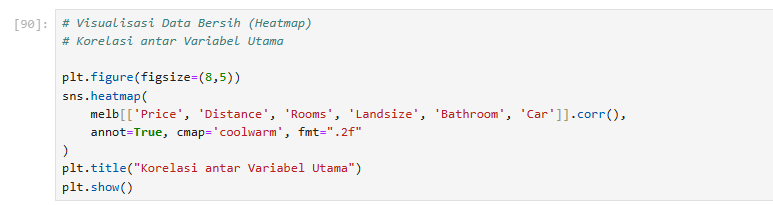 [90]: # Visualisasi Data Bersih (Heatmap)
# Korelasi antar Variabel Utama
plt.figure(figsize=(8,5))
sns.heatmap(
    melb[['Price', 'Distance', 'Rooms', 'Landsize', 'Bathroom', 'Car']].corr(),
    annot=True, cmap='coolwarm', fmt=".2f"
)
plt.title("Korelasi antar Variabel Utama")
plt.show()